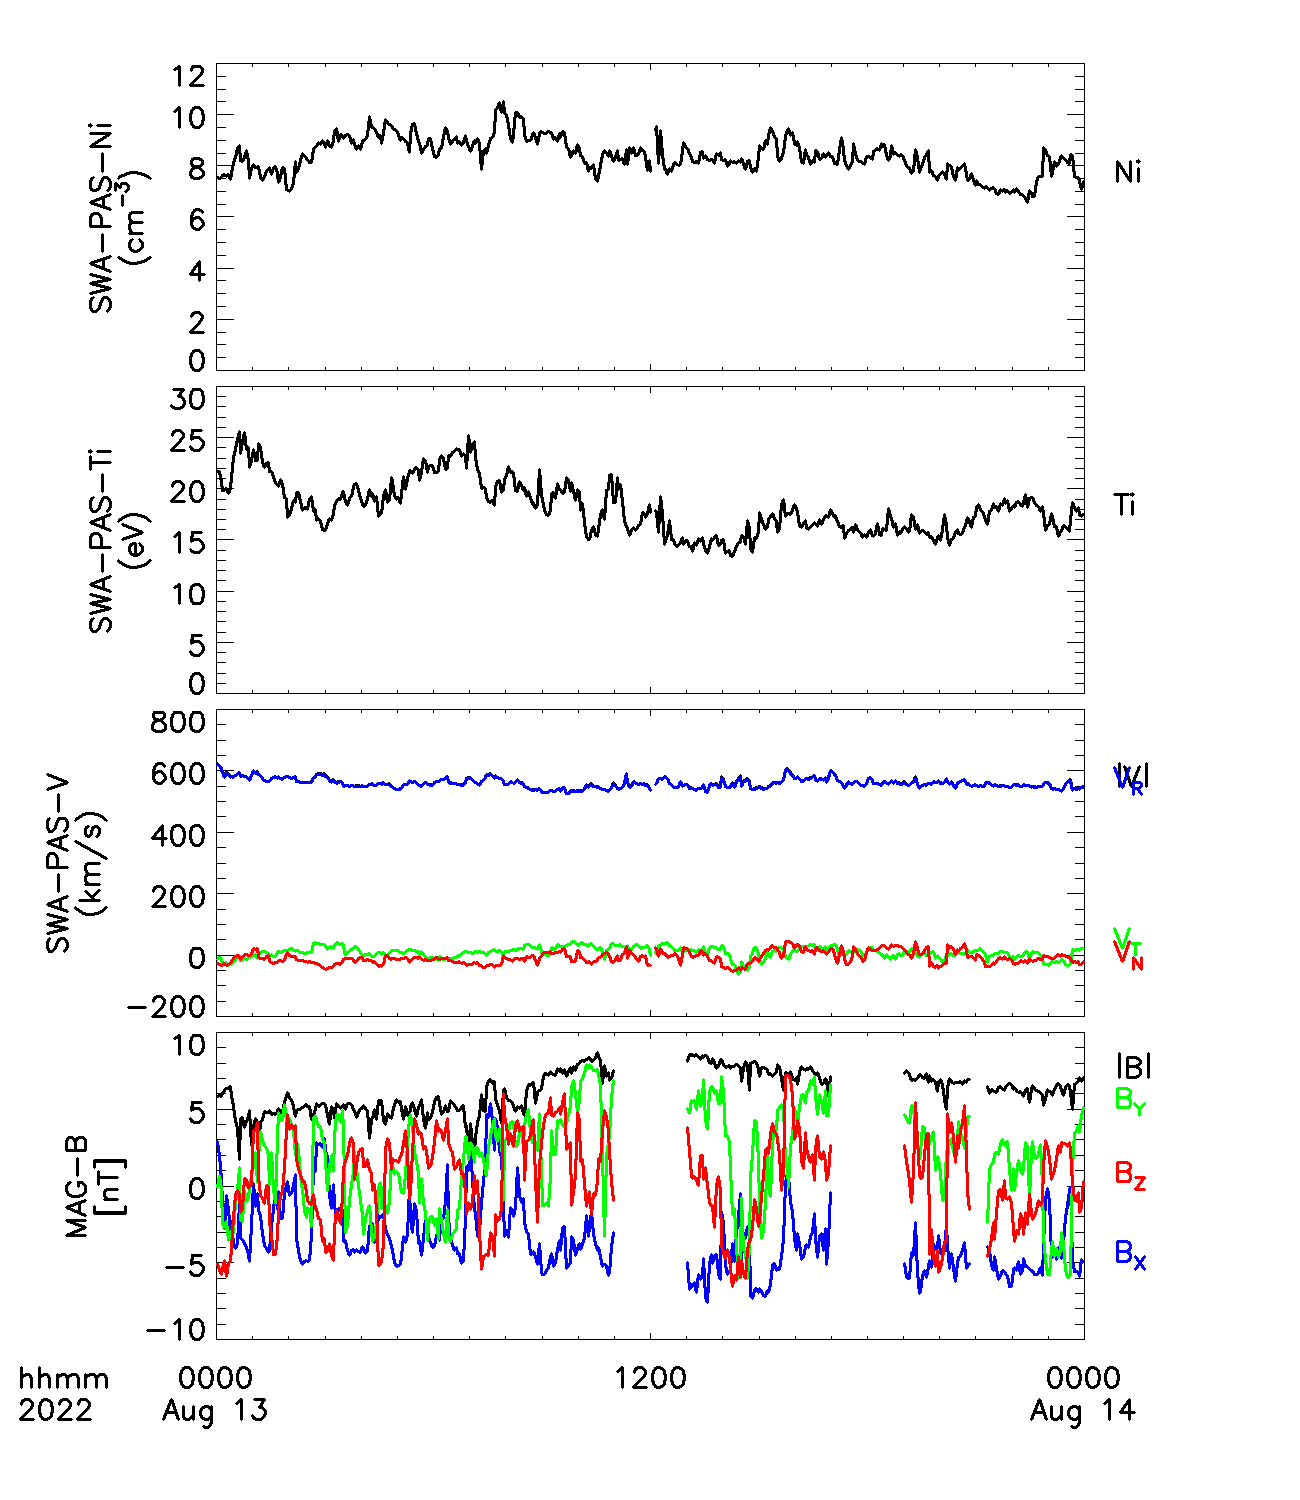 SWA−PAS−Ni
(cm−3)
12
10
8
6
4
2
0
Ni
SWA−PAS−Ti
(eV)
30
25
20
15
10
5
0
Ti
SWA−PAS−V
(km/s)
800
600
400
200
0
−200
|V|
VR
VT
VN
MAG−B
[nT]
10
5
0
−5
−10
|B|
BY
BZ
BX
hhmm 0000 1200 0000
2022 Aug 13 Aug 14